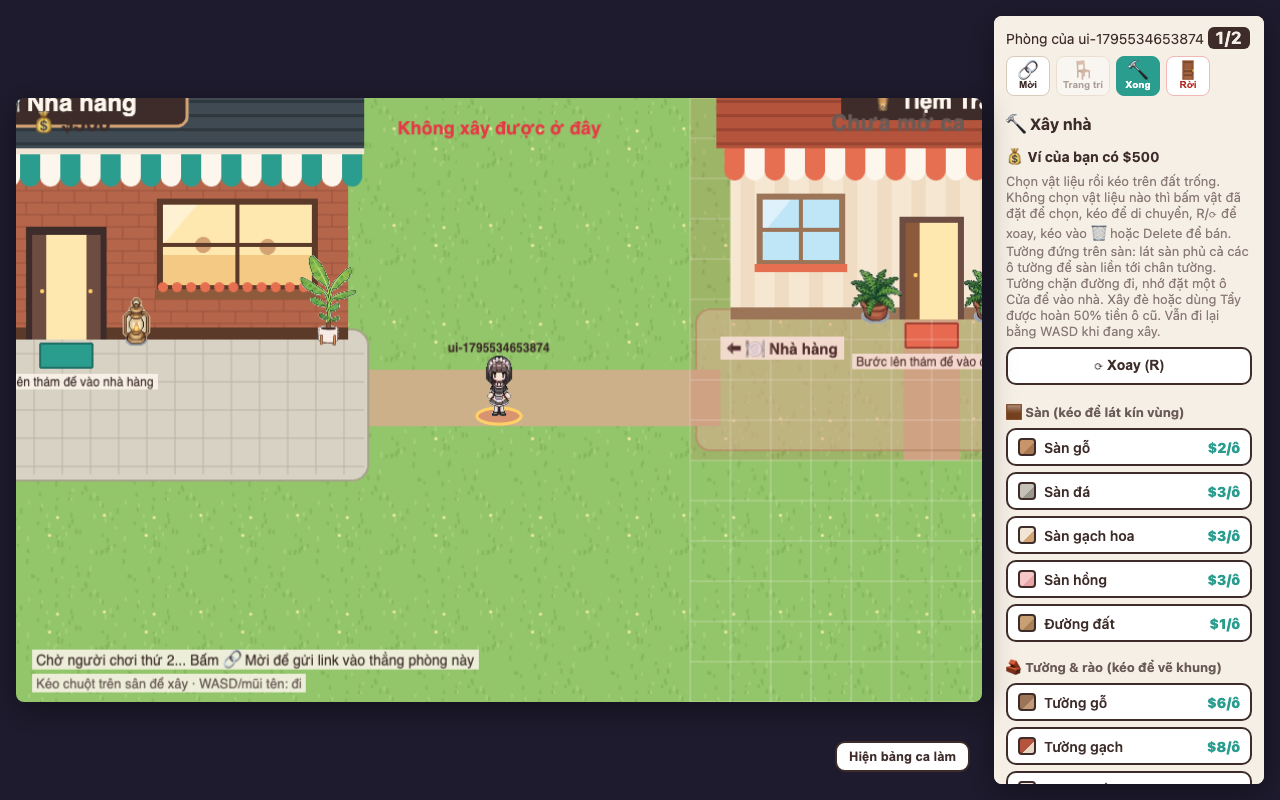 Phòng của ui-1795534653874 1/2
Mời
Trang trí
Xong
Rời
Nhà hàng
Không xây được ở đây
Chưa mở ca
ui-1795534653874
Nhà hàng
lên thảm để vào nhà hàng
Bước lên thảm để vào
Chờ người chơi thứ 2... Bấm Mời để gửi link vào thẳng phòng này
Kéo chuột trên sân để xây · WASD/mũi tên: đi
Hiện bảng ca làm
Xây nhà
Ví của bạn có $500
Chọn vật liệu rồi kéo trên đất trống.
Không chọn vật liệu nào thì bấm vật đã
đặt để chọn, kéo để di chuyển, R/⟳ để
xoay, kéo vào 🗑️ hoặc Delete để bán.
Tường đứng trên sàn: lát sàn phủ cả các
ô tường để sàn liền tới chân tường.
Tường chặn đường đi, nhớ đặt một ô
Cửa để vào nhà. Xây đè hoặc dùng Tẩy
được hoàn 50% tiền ô cũ. Vẫn đi lại
bằng WASD khi đang xây.
⟳ Xoay (R)
Sàn (kéo để lát kín vùng)
Sàn gỗ $2/ô
Sàn đá $3/ô
Sàn gạch hoa $3/ô
Sàn hồng $3/ô
Đường đất $1/ô
Tường & rào (kéo để vẽ khung)
Tường gỗ $6/ô
Tường gạch $8/ô